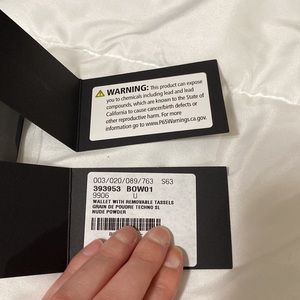 ⚠ WARNING: This product can expose
you to chemicals including lead and lead
compounds, which are known to the State of
California to cause cancer/birth defects or
other reproductive harm. For more
information go to www.P65Warnings.ca.gov.
003/020/089/763 S63
393953 BOW01
9906 U
WALLET WITH REMOVABLE TASSELS
GRAIN DE POUDRE TECHNO SL
NUDE POWDER